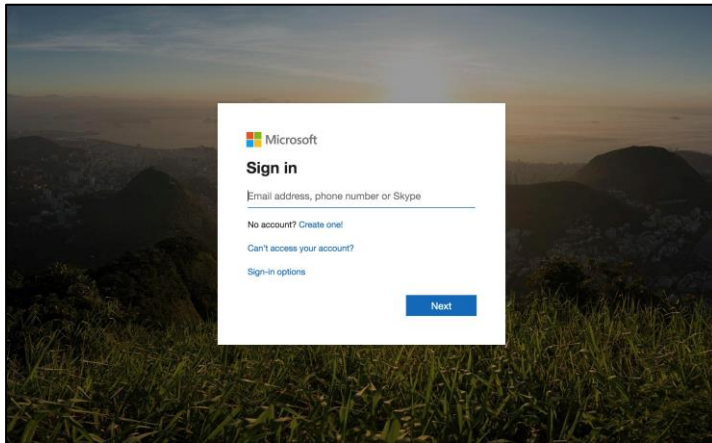 Microsoft
Sign in
Email address, phone number or Skype
No account? Create one!
Can't access your account?
Sign-in options
Next